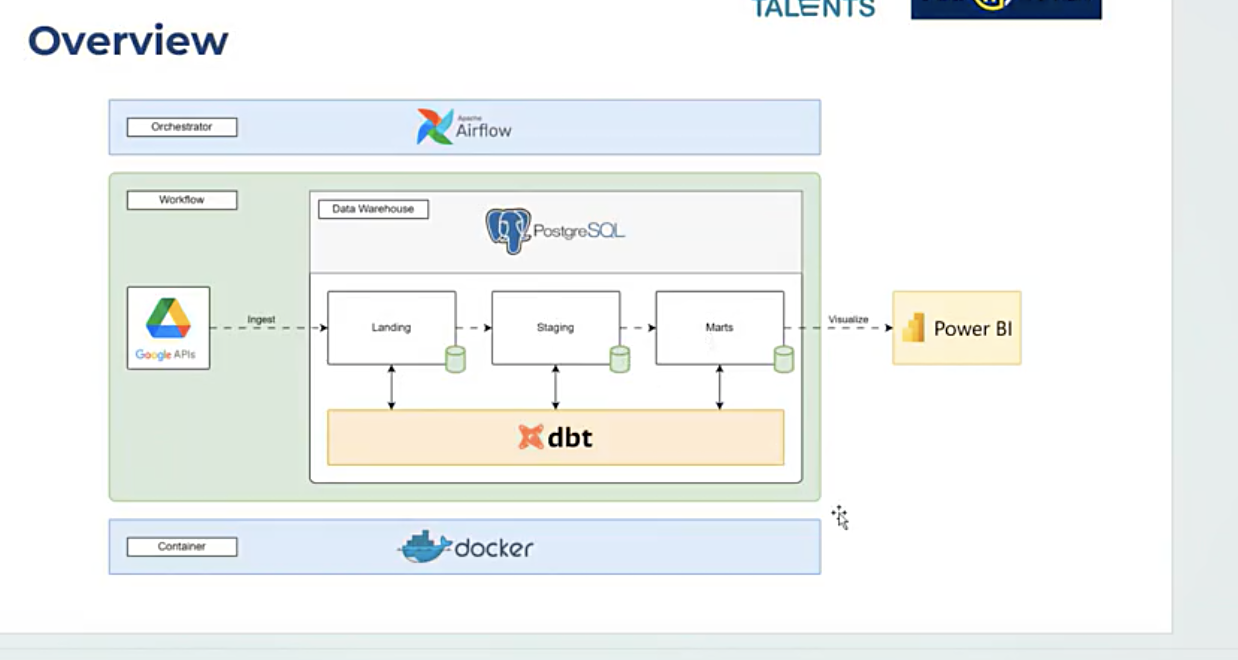 TALENTS
Overview
Orchestrator
Apache
Airflow
Workflow
Data Warehouse
PostgreSQL
Google APIs
Ingest
Landing
Staging
Marts
Visualize
Power BI
dbt
Container
docker